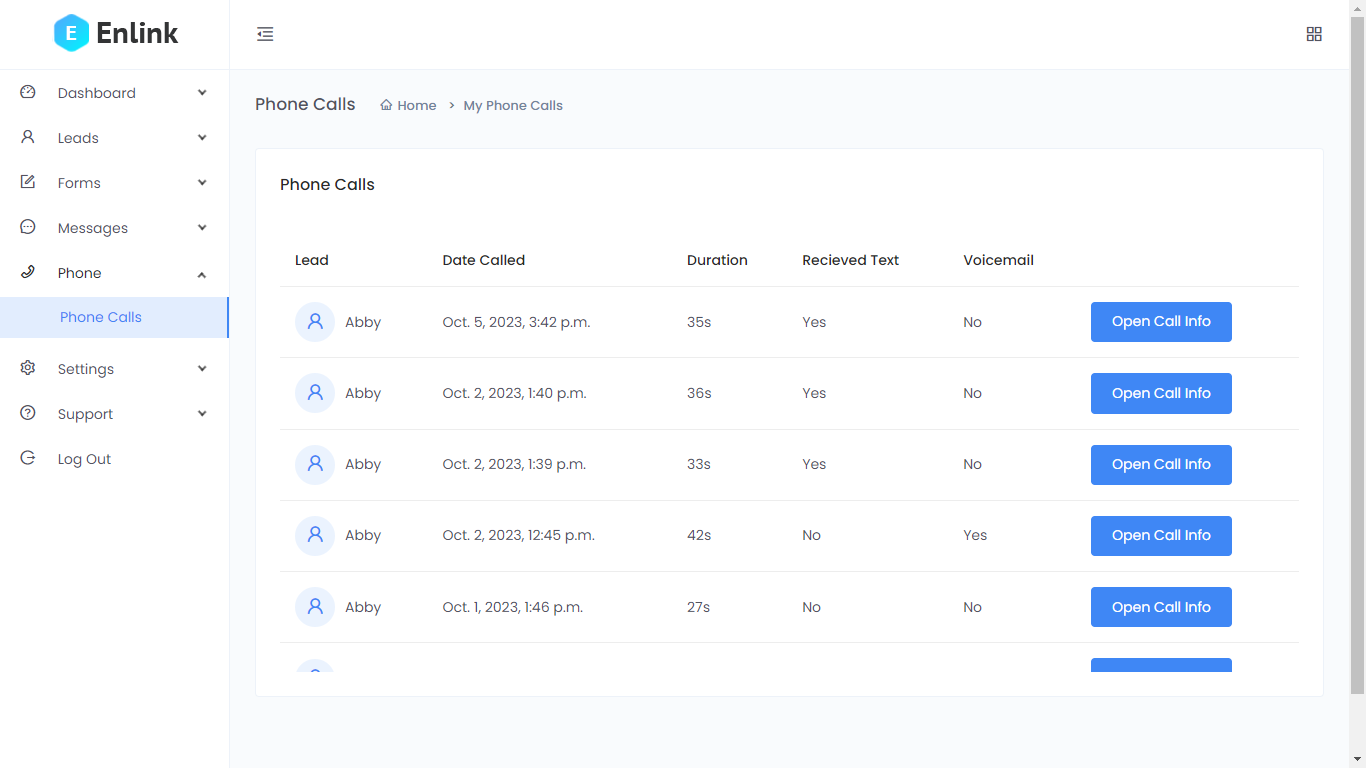 E Enlink
Dashboard
Leads
Forms
Messages
Phone
Phone Calls
Settings
Support
Log Out
Phone Calls Home > My Phone Calls
Phone Calls
Lead Date Called Duration Recieved Text Voicemail
Abby Oct. 5, 2023, 3:42 p.m. 35s Yes No Open Call Info
Abby Oct. 2, 2023, 1:40 p.m. 36s Yes No Open Call Info
Abby Oct. 2, 2023, 1:39 p.m. 33s Yes No Open Call Info
Abby Oct. 2, 2023, 12:45 p.m. 42s No Yes Open Call Info
Abby Oct. 1, 2023, 1:46 p.m. 27s No No Open Call Info